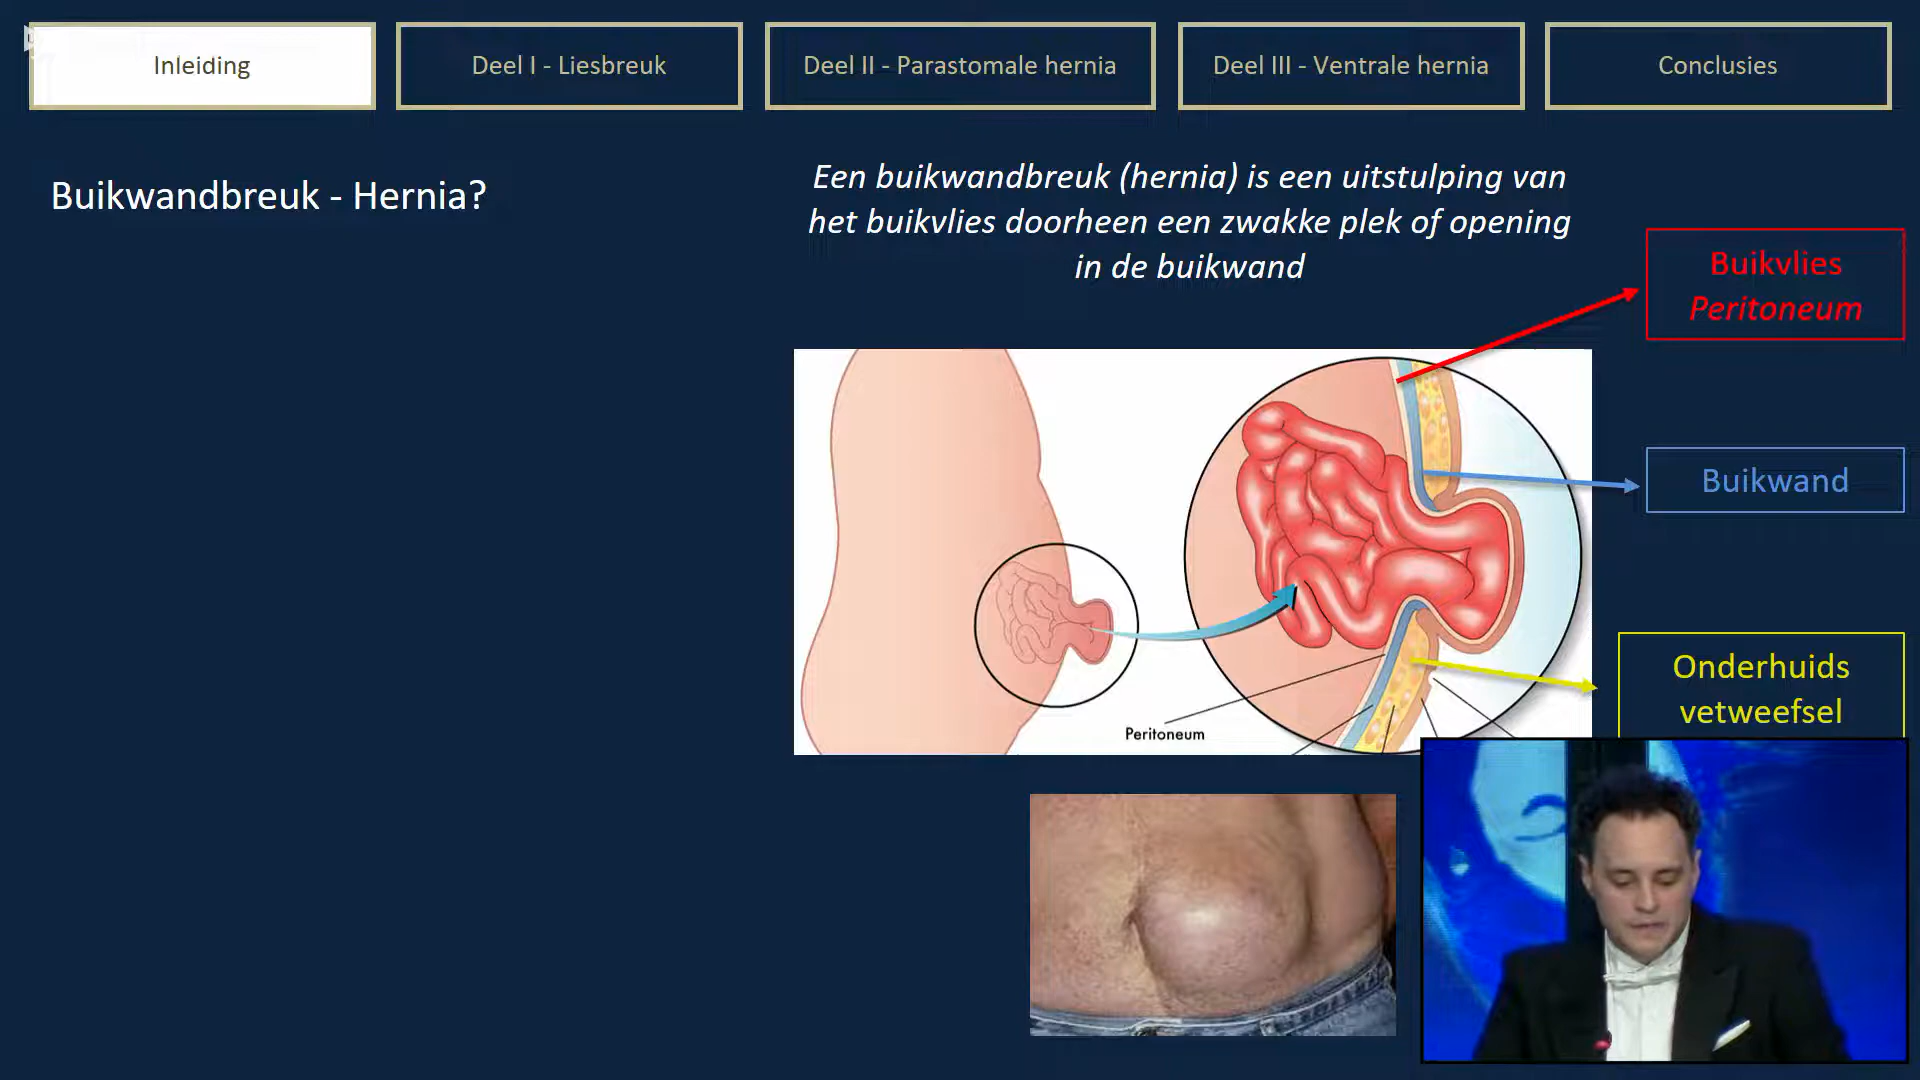 Inleiding
Deel I - Liesbreuk
Deel II - Parastomale hernia
Deel III - Ventrale hernia
Conclusies
Buikwandbreuk - Hernia?
Een buikwandbreuk (hernia) is een uitstulping van
het buikvlies doorheen een zwakke plek of opening
in de buikwand
Buikvlies
Peritoneum
Buikwand
Onderhuids
vetweefsel
Peritoneum